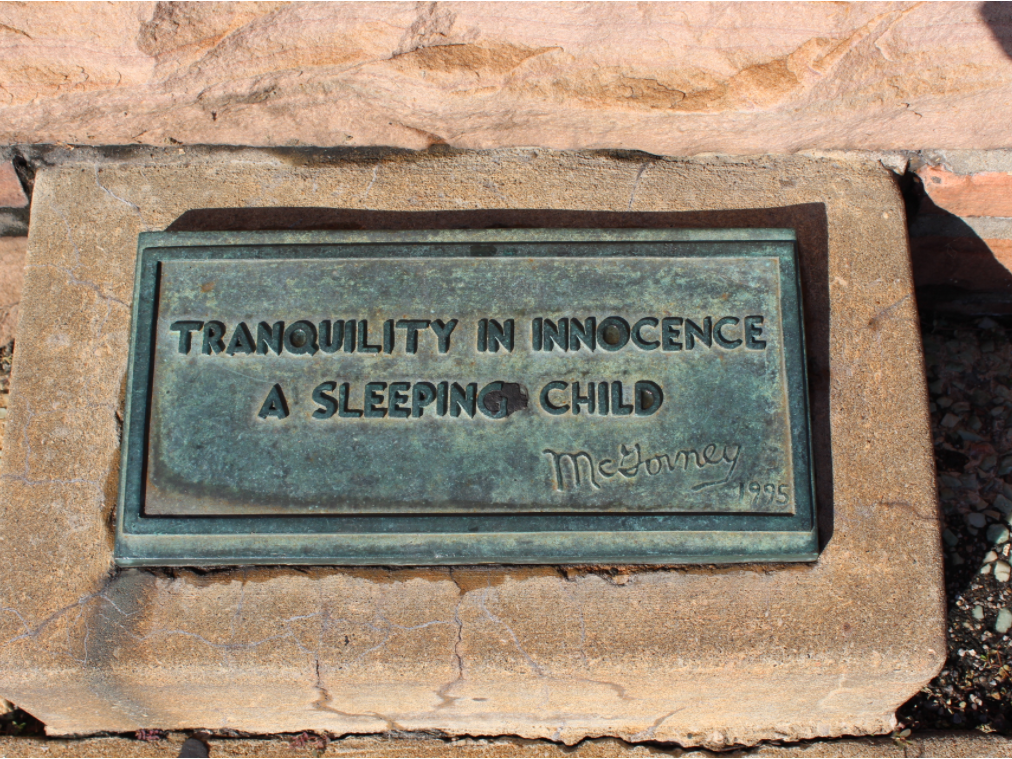 TRANQUILITY IN INNOCENCE
A SLEEPING CHILD
McGovney
1995